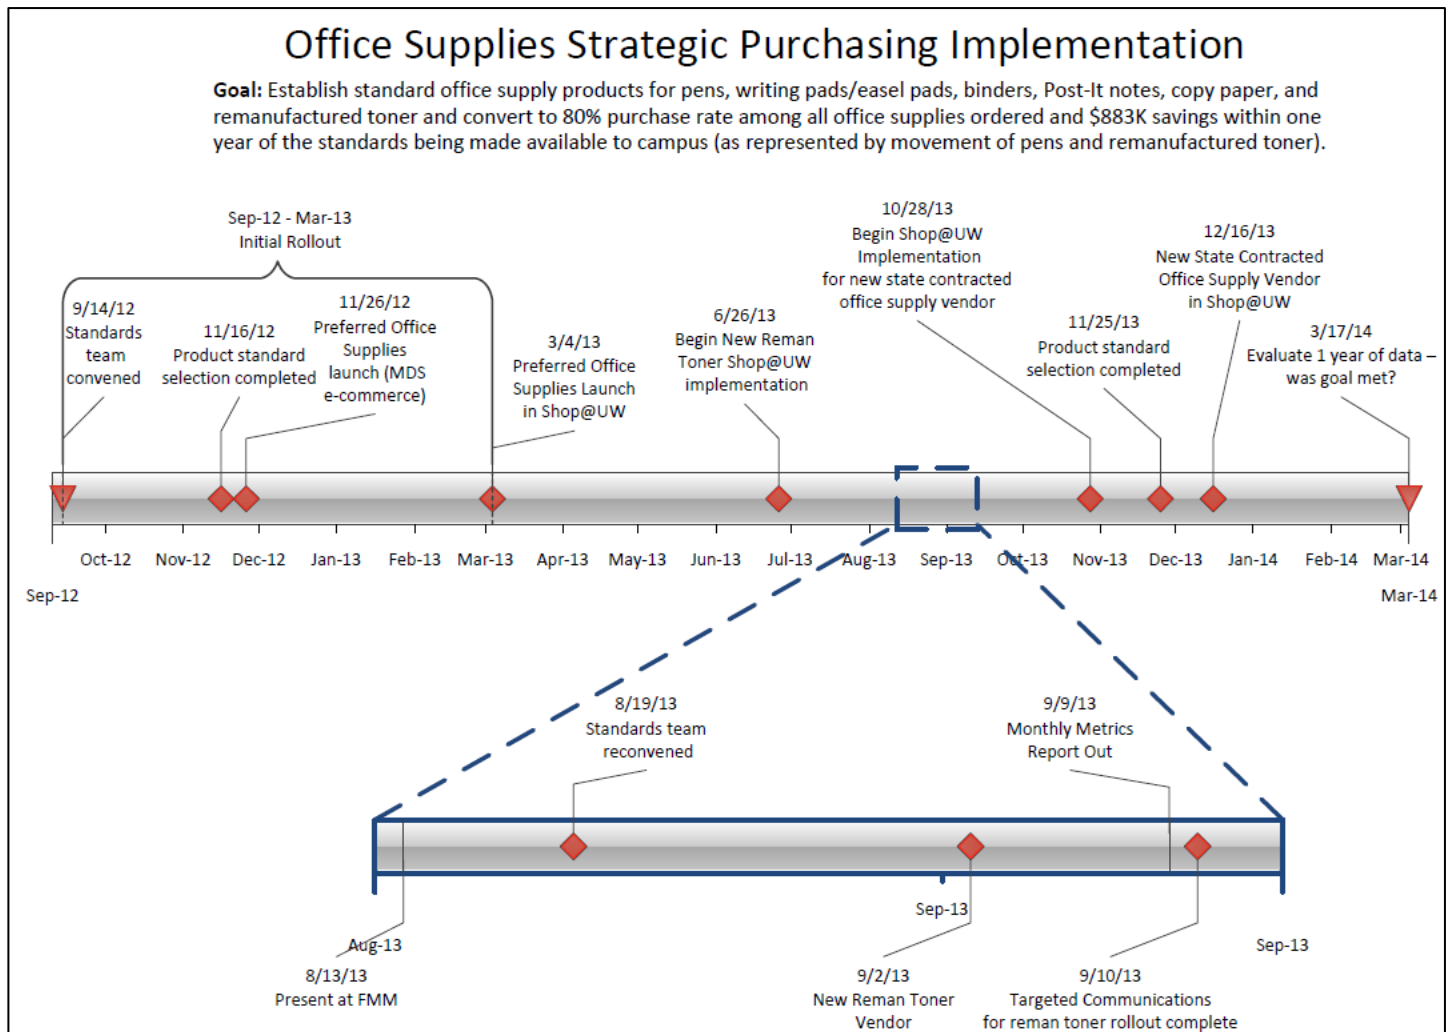 Office Supplies Strategic Purchasing Implementation
Goal: Establish standard office supply products for pens, writing pads/easel pads, binders, Post-It notes, copy paper, and
remanufactured toner and convert to 80% purchase rate among all office supplies ordered and $883K savings within one
year of the standards being made available to campus (as represented by movement of pens and remanufactured toner).
Sep-12 - Mar-13
Initial Rollout
9/14/12
Standards
team
convened
11/16/12
Product standard
selection completed
11/26/12
Preferred Office
Supplies
launch (MDS
e-commerce)
3/4/13
Preferred Office
Supplies Launch
in Shop@UW
6/26/13
Begin New Reman
Toner Shop@UW
implementation
10/28/13
Begin Shop@UW
Implementation
for new state contracted
office supply vendor
11/25/13
Product standard
selection completed
12/16/13
New State Contracted
Office Supply Vendor
in Shop@UW
3/17/14
Evaluate 1 year of data –
was goal met?
Oct-12 Nov-12 Dec-12 Jan-13 Feb-13 Mar-13 Apr-13 May-13 Jun-13 Jul-13 Aug-13 Sep-13 Oct-13 Nov-13 Dec-13 Jan-14 Feb-14 Mar-14
Sep-12 Mar-14
8/19/13
Standards team
reconvened
9/9/13
Monthly Metrics
Report Out
Sep-13
Aug-13 Sep-13
8/13/13
Present at FMM
9/2/13
New Reman Toner
Vendor
9/10/13
Targeted Communications
for reman toner rollout complete